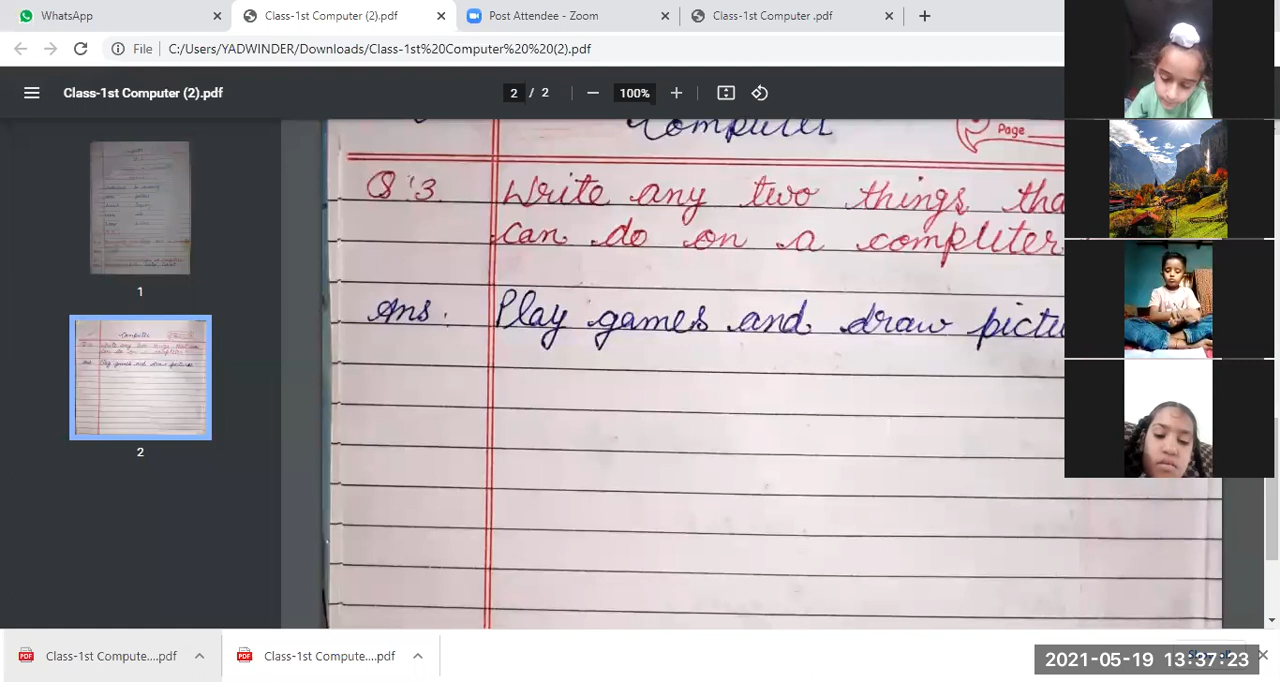 WhatsApp
Class-1st Computer (2).pdf
Post Attendee - Zoom
Class-1st Computer .pdf
File
C:/Users/YADWINDER/Downloads/Class-1st%20Computer%20%20(2).pdf
Class-1st Computer (2).pdf
2 / 2
100%
Computer
Page
Q:3. Write any two things tha
can do on a computer.
Ans. Play games and draw pictu
1
2
Class-1st Compute....pdf
Class-1st Compute....pdf
2021-05-19 13:37:23